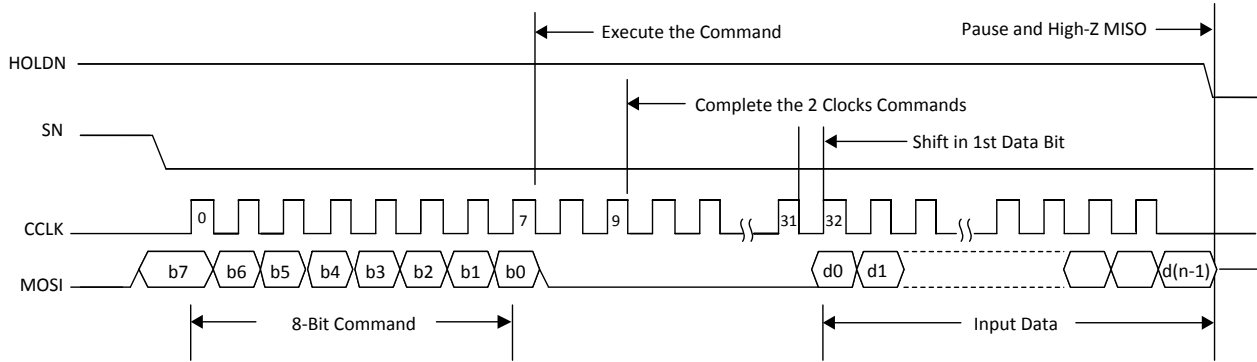 Execute the Command
Pause and High-Z MISO
HOLDN
Complete the 2 Clocks Commands
SN
Shift in 1st Data Bit
CCLK 0 7 9 31 32
MOSI b7 b6 b5 b4 b3 b2 b1 b0 d0 d1 d(n-1)
8-Bit Command
Input Data